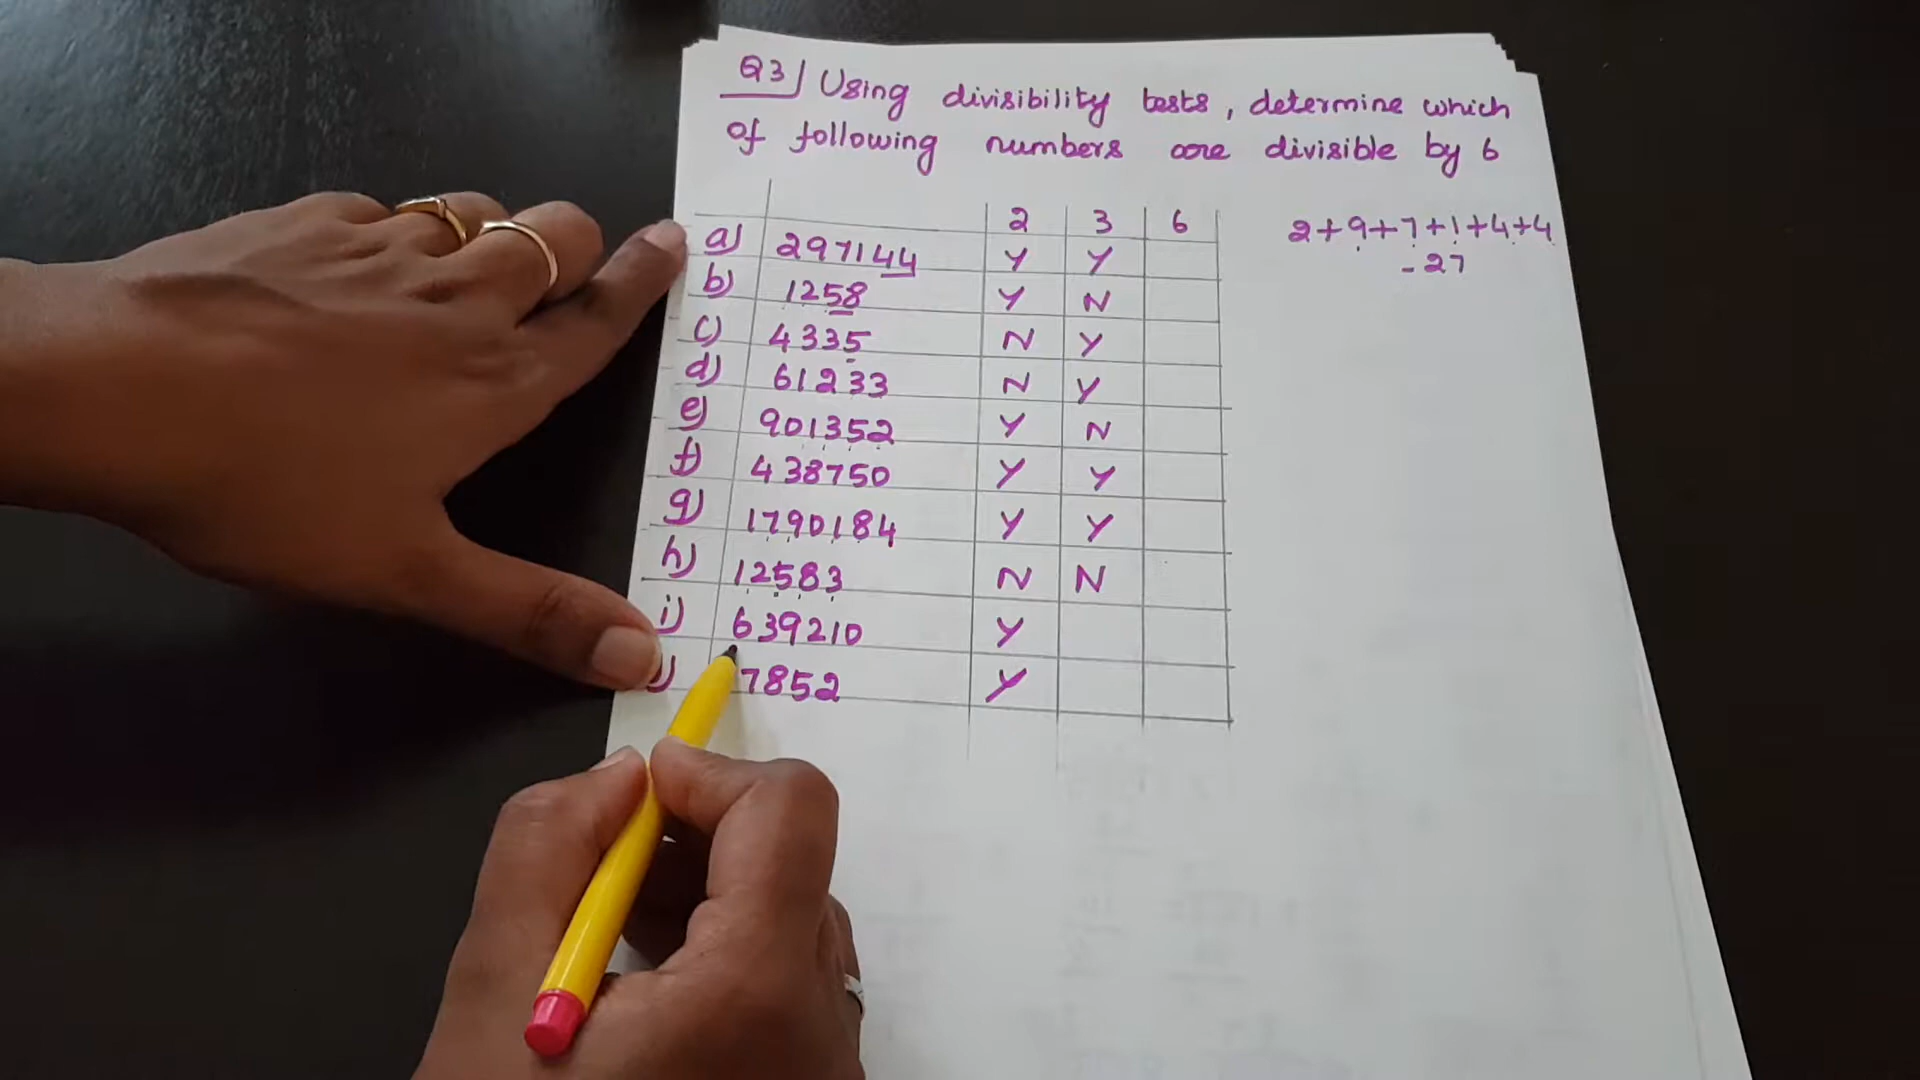 Q3) Using divisibility tests, determine which
of following numbers are divisible by 6
2 3 6
a) 297144 Y Y
b) 1258 Y N
c) 4335 N Y
d) 61233 N Y
e) 901352 Y N
f) 438750 Y Y
g) 1790184 Y Y
h) 12583 N N
i) 639210 Y
7852 Y
2+9+7+1+4+4
- 27